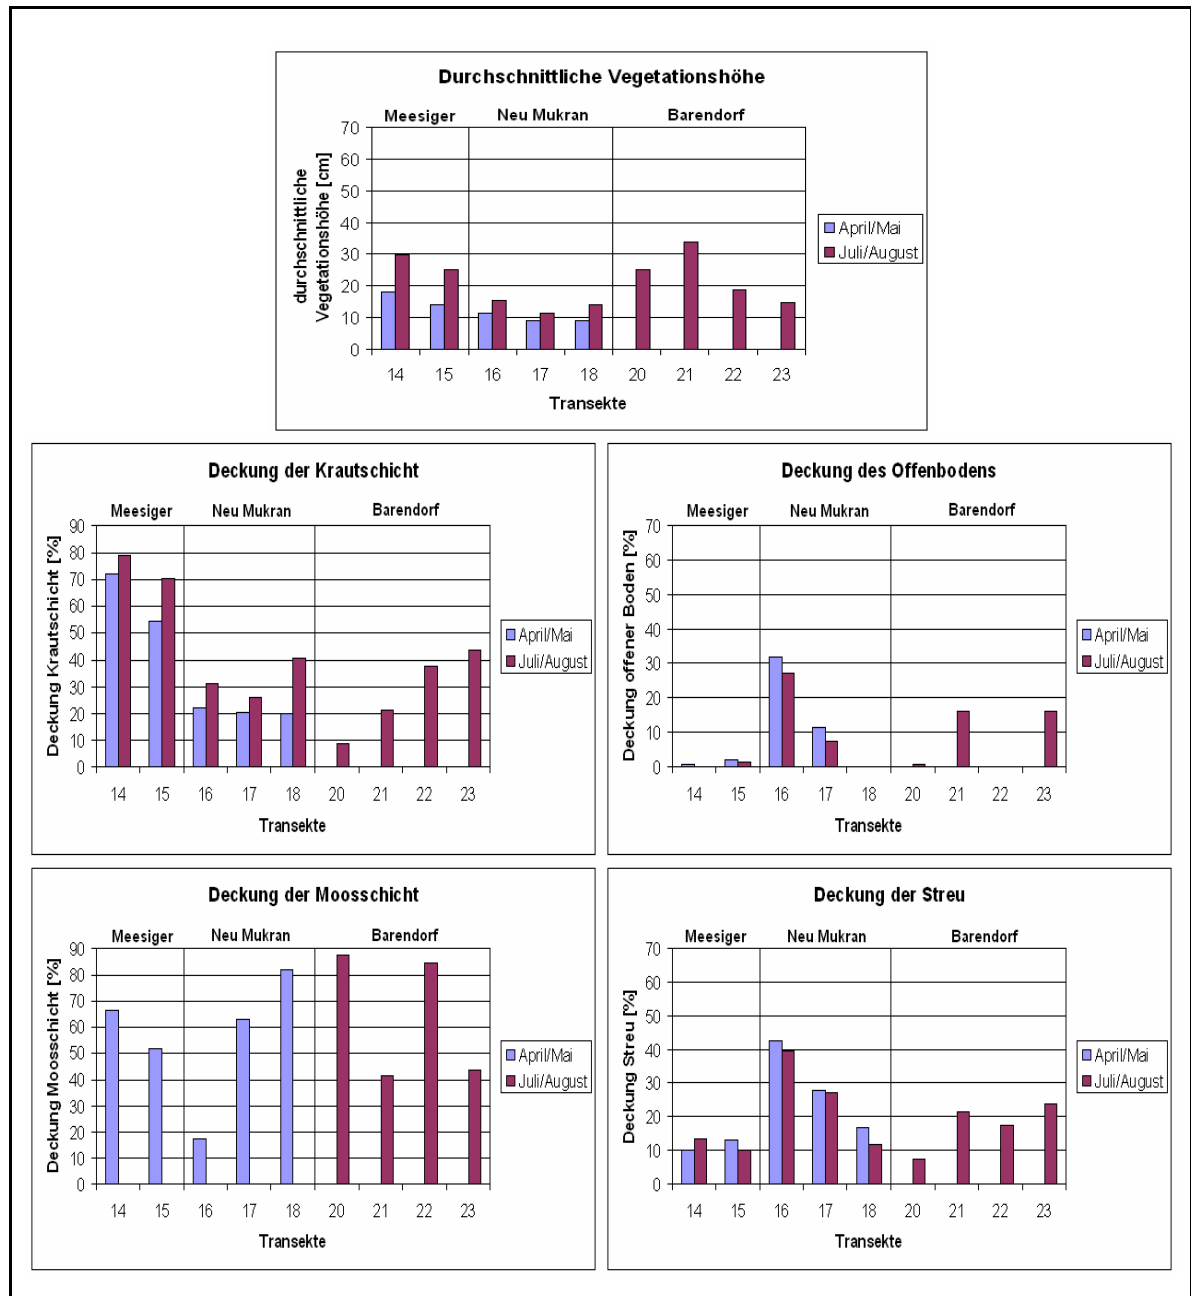 Durchschnittliche Vegetationshöhe
Meesiger Neu Mukran Barendorf
durchschnittliche
Vegetationshöhe [cm]
70
60
50
40
30
20
10
0
14 15 16 17 18 20 21 22 23
Transekte
April/Mai
Juli/August
Deckung der Krautschicht
Meesiger Neu Mukran Barendorf
Deckung Krautschicht [%]
90
80
70
60
50
40
30
20
10
0
14 15 16 17 18 20 21 22 23
Transekte
April/Mai
Juli/August
Deckung des Offenbodens
Meesiger Neu Mukran Barendorf
Deckung offener Boden [%]
70
60
50
40
30
20
10
0
14 15 16 17 18 20 21 22 23
Transekte
April/Mai
Juli/August
Deckung der Moosschicht
Meesiger Neu Mukran Barendorf
Deckung Moosschicht [%]
90
80
70
60
50
40
30
20
10
0
14 15 16 17 18 20 21 22 23
Transekte
April/Mai
Juli/August
Deckung der Streu
Meesiger Neu Mukran Barendorf
Deckung Streu [%]
70
60
50
40
30
20
10
0
14 15 16 17 18 20 21 22 23
Transekte
April/Mai
Juli/August